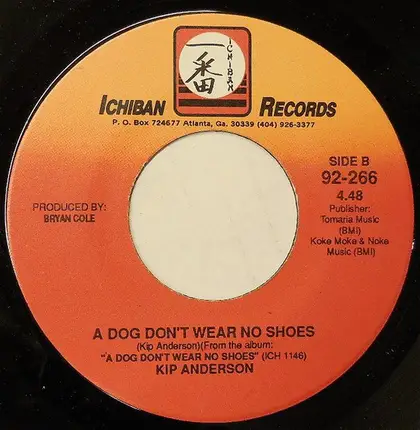 一番
ICHIBAN
ICHIBAN RECORDS
P. O. Box 724677 Atlanta, Ga. 30339 (404) 926-3377
SIDE B
92-266
4.48
Publisher:
Tomaria Music
(BMI)
Koke Moke & Noke
Music (BMI)
PRODUCED BY:
BRYAN COLE
A DOG DON'T WEAR NO SHOES
(Kip Anderson)(From the album:
"A DOG DON'T WEAR NO SHOES" (ICH 1146)
KIP ANDERSON